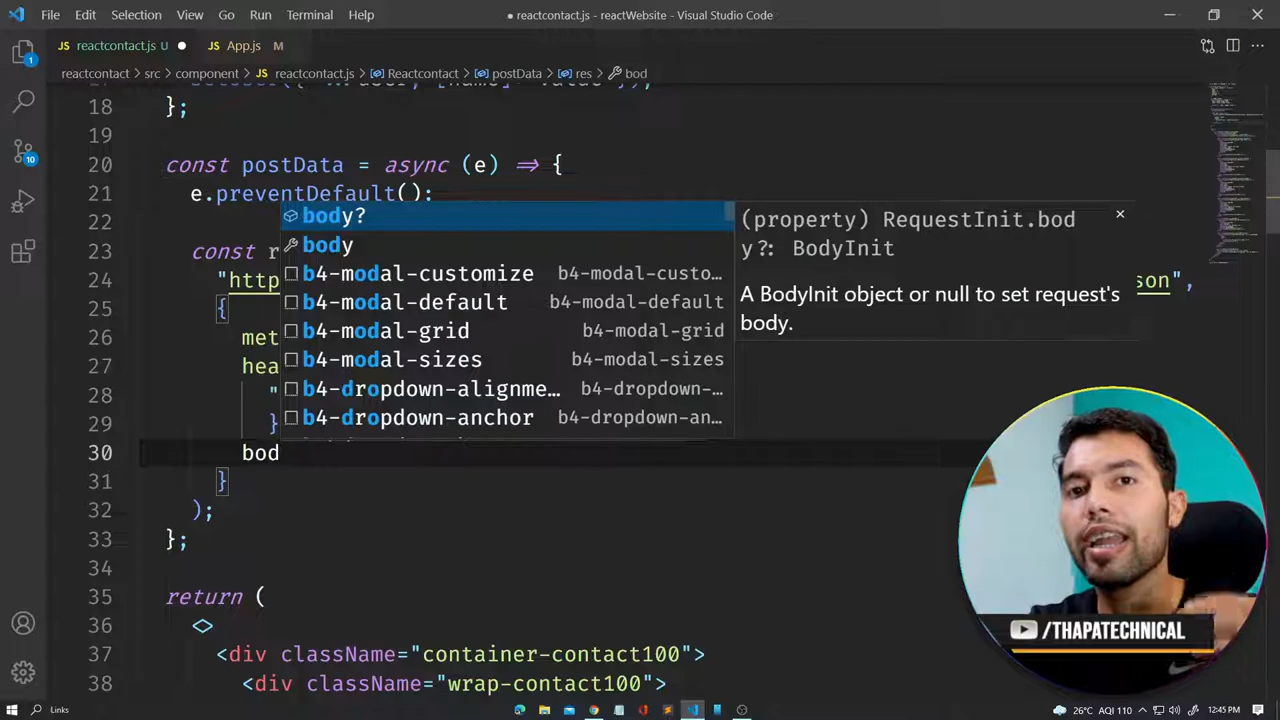 File Edit Selection View Go Run Terminal Help
● reactcontact.js - reactWebsite - Visual Studio Code
JS reactcontact.js U ● JS App.js M
reactcontact > src > component > JS reactcontact.js > Reactcontact > postData > res > bod
18 };
19
20 const postData = async (e) => {
21 e.preventDefault();
22
23 const r
24 "http
son",
25 {
26 met
27 hea
28 "
29 }
30 bod
31 }
32 );
33 };
34
35 return (
36 <>
37 <div className="container-contact100">
38 <div className="wrap-contact100">
body?
body
b4-modal-customize b4-modal-custo...
b4-modal-default b4-modal-default
b4-modal-grid b4-modal-grid
b4-modal-sizes b4-modal-sizes
b4-dropdown-alignme... b4-dropdown-...
b4-dropdown-anchor b4-dropdown-an...
(property) RequestInit.bod
y?: BodyInit
A BodyInit object or null to set request's
body.
1
10
/THAPATECHNICAL
Links
26°C AQI 110 12:45 PM